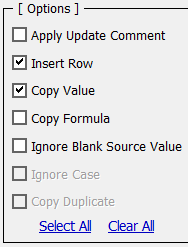 [ Options ]
Apply Update Comment
Insert Row
Copy Value
Copy Formula
Ignore Blank Source Value
Ignore Case
Copy Duplicate
Select All Clear All